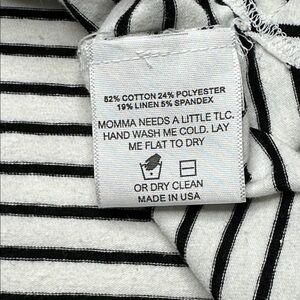 52% COTTON 24% POLYESTER
19% LINEN 5% SPANDEX
MOMMA NEEDS A LITTLE TLC.
HAND WASH ME COLD. LAY
ME FLAT TO DRY
OR DRY CLEAN
MADE IN USA